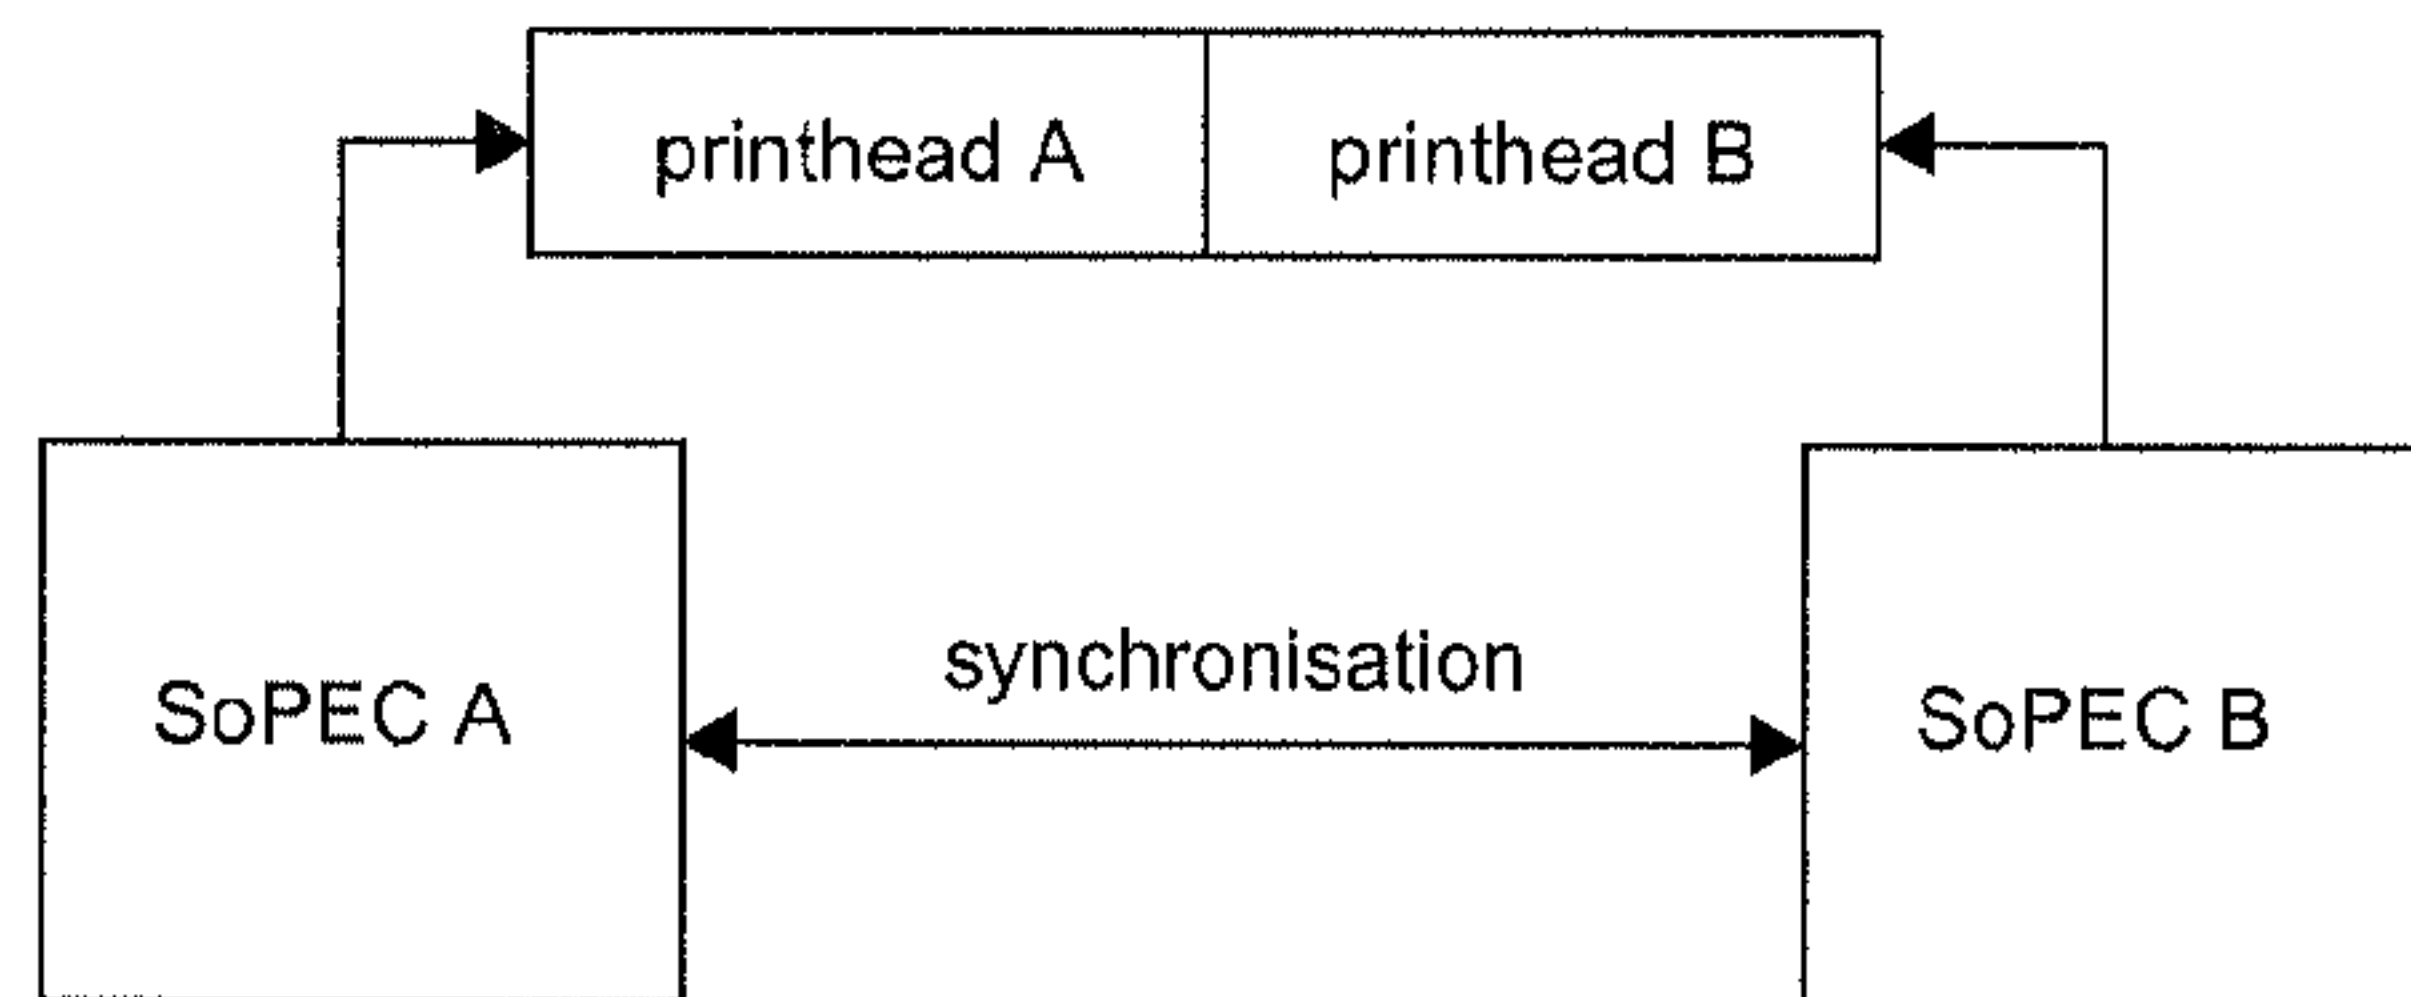 printhead A
printhead B
synchronisation
SoPEC A
SoPEC B